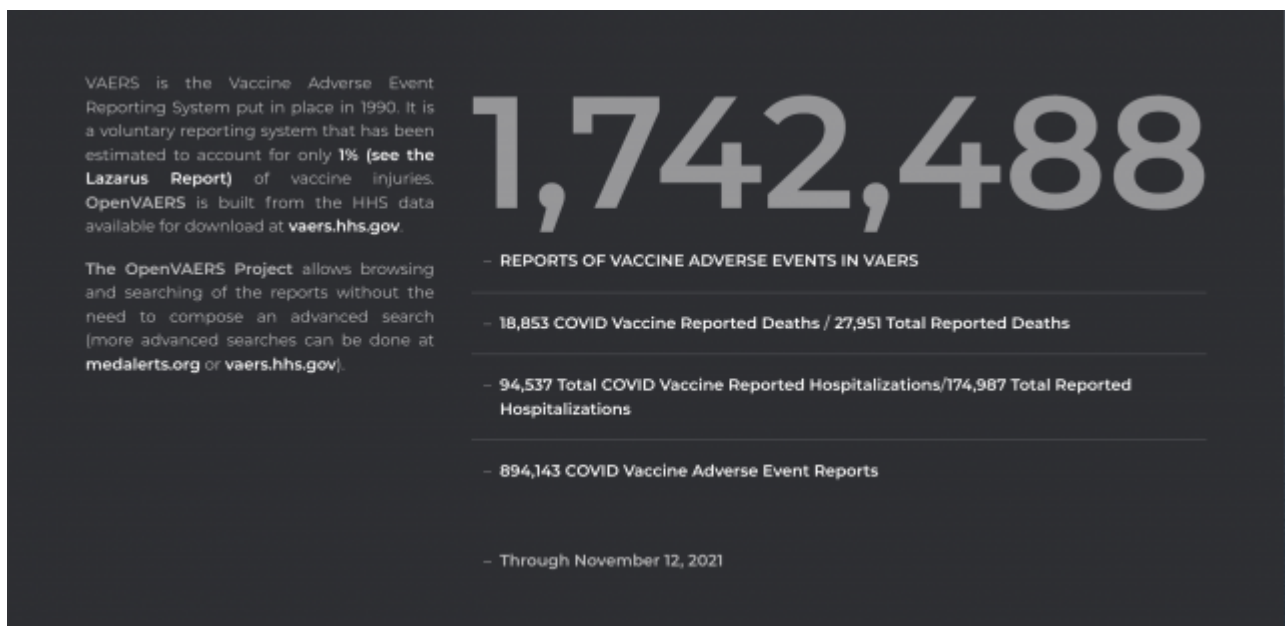 VAERS is the Vaccine Adverse Event
Reporting System put in place in 1990. It is
a voluntary reporting system that has been
estimated to account for only 1% (see the
Lazarus Report) of vaccine injuries.
OpenVAERS is built from the HHS data
available for download at vaers.hhs.gov.
The OpenVAERS Project allows browsing
and searching of the reports without the
need to compose an advanced search
(more advanced searches can be done at
medalerts.org or vaers.hhs.gov).
1,742,488
– REPORTS OF VACCINE ADVERSE EVENTS IN VAERS
– 18,853 COVID Vaccine Reported Deaths / 27,951 Total Reported Deaths
– 94,537 Total COVID Vaccine Reported Hospitalizations/174,987 Total Reported
Hospitalizations
– 894,143 COVID Vaccine Adverse Event Reports
– Through November 12, 2021